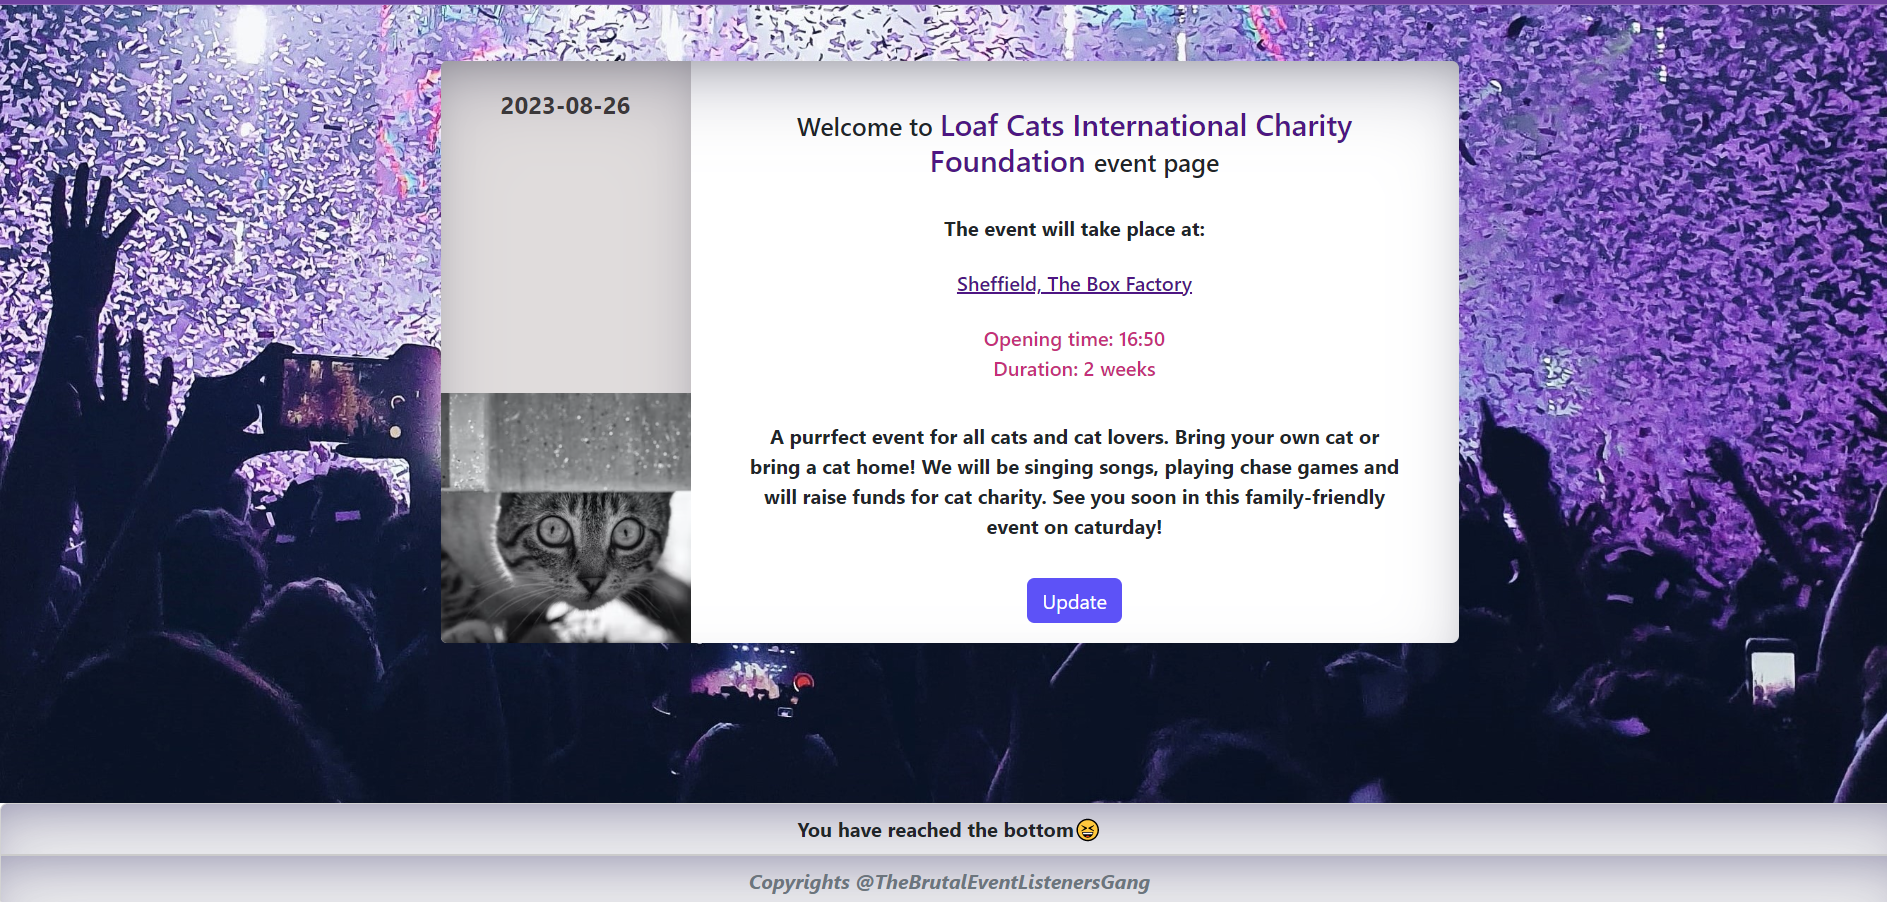 2023-08-26
Welcome to Loaf Cats International Charity
Foundation event page
The event will take place at:
Sheffield, The Box Factory
Opening time: 16:50
Duration: 2 weeks
A purrfect event for all cats and cat lovers. Bring your own cat or
bring a cat home! We will be singing songs, playing chase games and
will raise funds for cat charity. See you soon in this family-friendly
event on caturday!
Update
You have reached the bottom😆
Copyrights @TheBrutalEventListenersGang